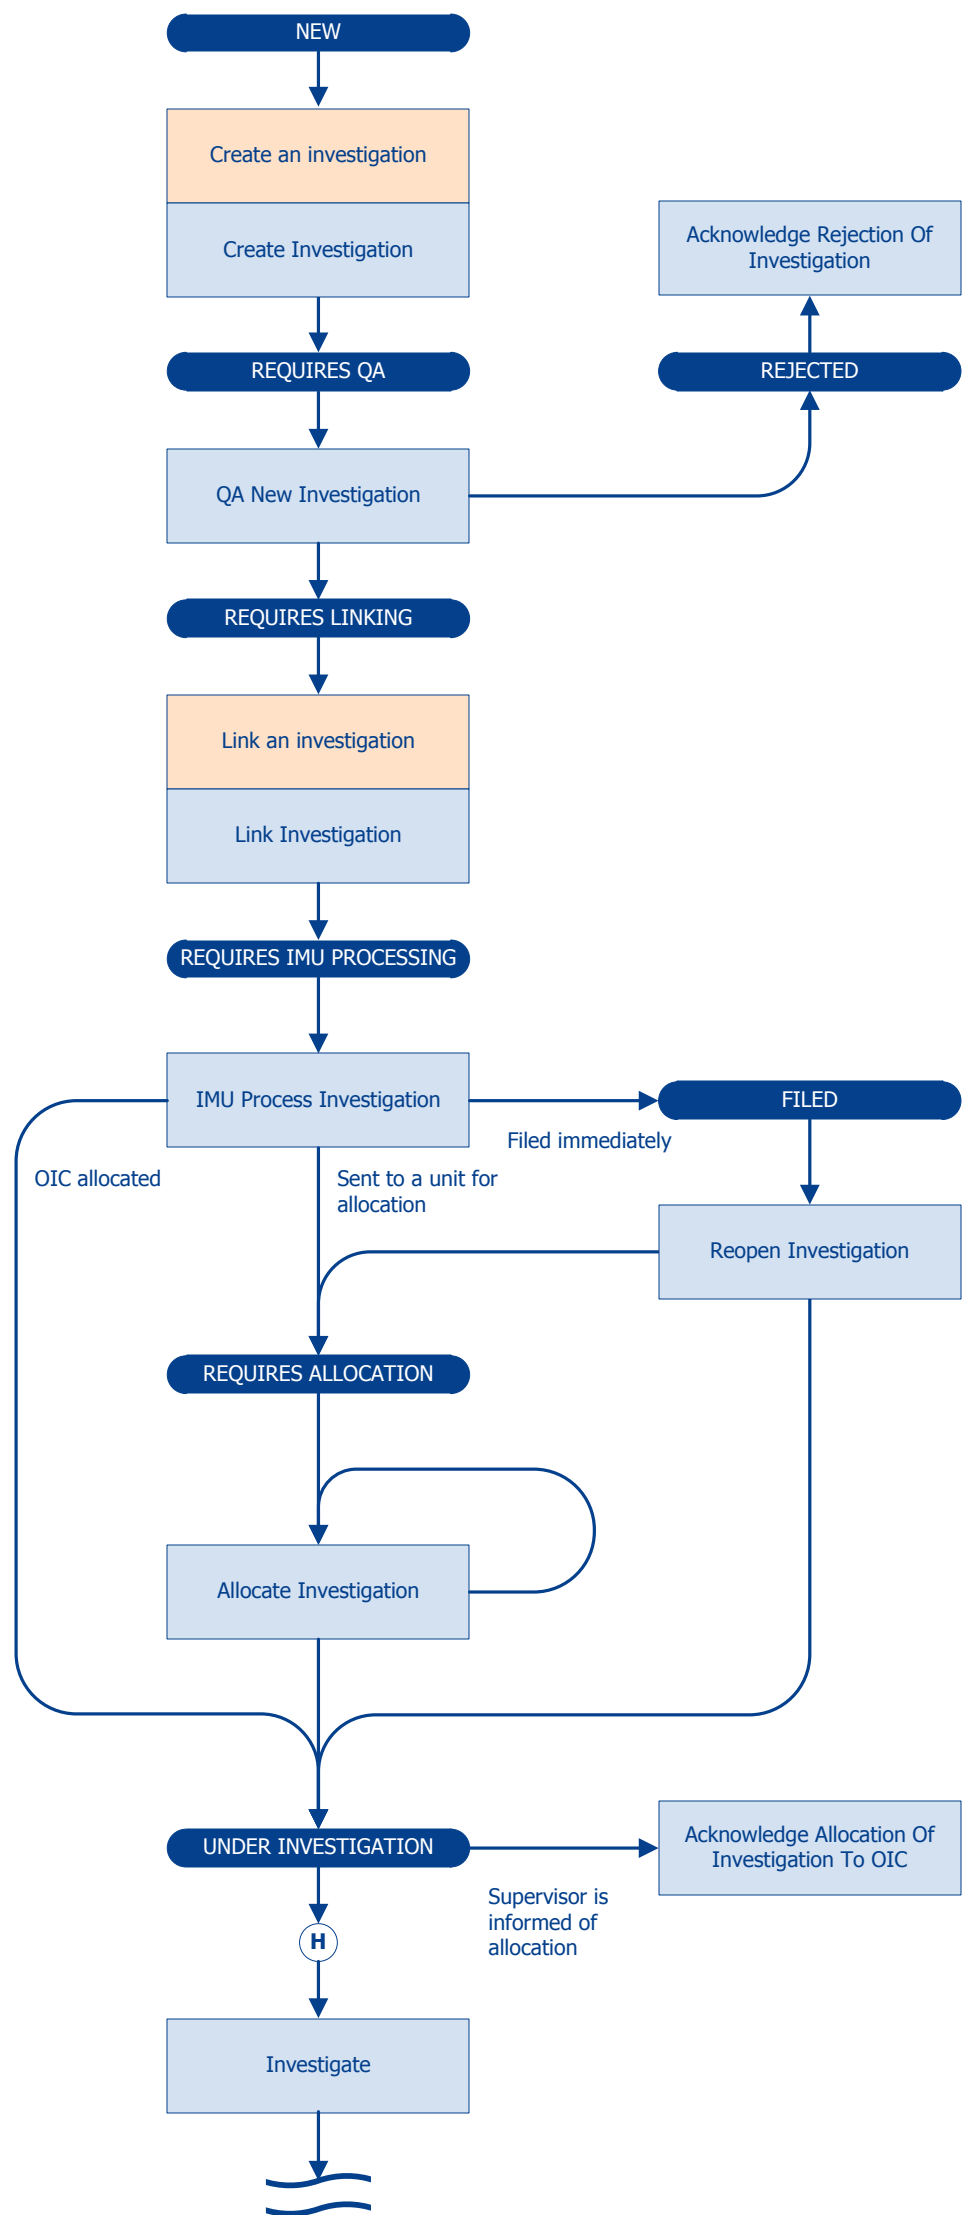 NEW
Create an investigation
Create Investigation
Acknowledge Rejection Of
Investigation
REQUIRES QA
REJECTED
QA New Investigation
REQUIRES LINKING
Link an investigation
Link Investigation
REQUIRES IMU PROCESSING
IMU Process Investigation
FILED
Filed immediately
OIC allocated
Sent to a unit for
allocation
Reopen Investigation
REQUIRES ALLOCATION
Allocate Investigation
UNDER INVESTIGATION
Acknowledge Allocation Of
Investigation To OIC
Supervisor is
informed of
allocation
H
Investigate